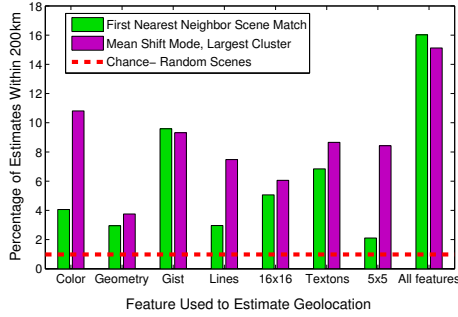 18
16
14
12
10
8
6
4
2
0
Percentage of Estimates Within 200km
First Nearest Neighbor Scene Match
Mean Shift Mode, Largest Cluster
Chance− Random Scenes
Color Geometry Gist Lines 16x16 Textons 5x5 All features
Feature Used to Estimate Geolocation